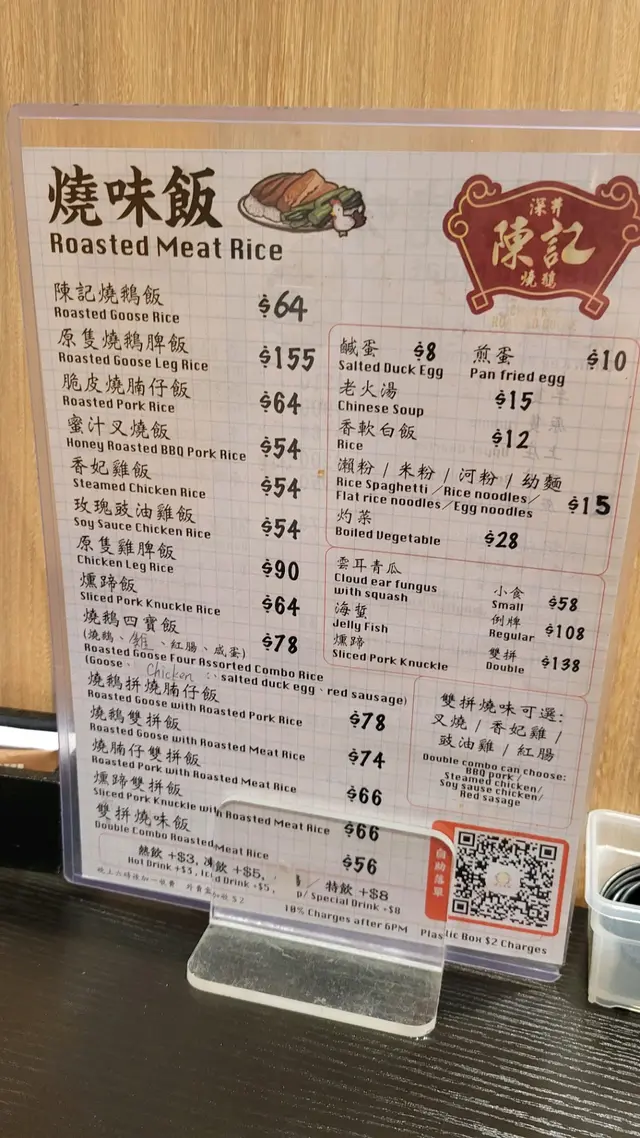 燒味飯
Roasted Meat Rice
深井
陳記
燒鵝
陳記燒鵝飯 $64
Roasted Goose Rice
原隻燒鵝脾飯 $155
Roasted Goose Leg Rice
脆皮燒腩仔飯 $64
Roasted Pork Rice
蜜汁叉燒飯 $54
Honey Roasted BBQ Pork Rice
香妃雞飯 $54
Steamed Chicken Rice
玫瑰豉油雞飯 $54
Soy Sauce Chicken Rice
原隻雞脾飯 $90
Chicken Leg Rice
燻蹄飯 $64
Sliced Pork Knuckle Rice
燒鵝四寶飯 $78
(燒鵝、雞、紅腸、咸蛋)
Roasted Goose Four Assorted Combo Rice
(Goose、Chicken、salted duck egg、red sausage)
燒鵝拼燒腩仔飯 $78
Roasted Goose with Roasted Pork Rice
燒鵝雙拼飯 $74
Roasted Goose with Roasted Meat Rice
燒腩仔雙拼飯 $66
Roasted Pork with Roasted Meat Rice
燻蹄雙拼飯 $66
Sliced Pork Knuckle with Roasted Meat Rice
雙拼燒味飯 $56
Double Combo Roasted Meat Rice
鹹蛋 $8 煎蛋 $10
Salted Duck Egg Pan fried egg
老火湯 $15
Chinese Soup
香軟白飯 $12
Rice
瀨粉 / 米粉 / 河粉 / 幼麵 $15
Rice Spaghetti / Rice noodles /
Flat rice noodles / Egg noodles
灼菜 $28
Boiled Vegetable
雲耳青瓜
Cloud ear fungus
with squash
海蜇
Jelly Fish
燻蹄
Sliced Pork Knuckle
小食 $58
Small
例牌 $108
Regular
雙拼 $138
Double
雙拼燒味可選:
叉燒 / 香妃雞 /
豉油雞 / 紅腸
Double combo can choose:
BBQ pork /
Steamed chicken /
Soy sause chicken /
Red sasage
熱飲 +$3, 凍飲 +$5, 特飲 +$8
Hot Drink +$3, Iced Drink +$5, Special Drink +$8
10% Charges after 6PM Plastic Box $2 Charges
自助落單